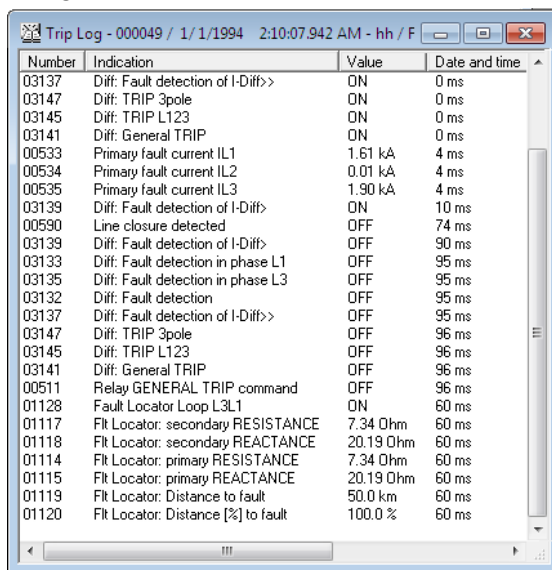 Trip Log - 000049 / 1/ 1/1994 2:10:07.942 AM - hh / F
Number Indication Value Date and time
03137 Diff: Fault detection of I-Diff>> ON 0 ms
03147 Diff: TRIP 3pole ON 0 ms
03145 Diff: TRIP L123 ON 0 ms
03141 Diff: General TRIP ON 0 ms
00533 Primary fault current IL1 1.61 kA 4 ms
00534 Primary fault current IL2 0.01 kA 4 ms
00535 Primary fault current IL3 1.90 kA 4 ms
03139 Diff: Fault detection of I-Diff> ON 10 ms
00590 Line closure detected OFF 74 ms
03139 Diff: Fault detection of I-Diff> OFF 90 ms
03133 Diff: Fault detection in phase L1 OFF 95 ms
03135 Diff: Fault detection in phase L3 OFF 95 ms
03132 Diff: Fault detection OFF 95 ms
03137 Diff: Fault detection of I-Diff>> OFF 95 ms
03147 Diff: TRIP 3pole OFF 96 ms
03145 Diff: TRIP L123 OFF 96 ms
03141 Diff: General TRIP OFF 96 ms
00511 Relay GENERAL TRIP command OFF 96 ms
01128 Fault Locator Loop L3L1 ON 60 ms
01117 Flt Locator: secondary RESISTANCE 7.34 Ohm 60 ms
01118 Flt Locator: secondary REACTANCE 20.19 Ohm 60 ms
01114 Flt Locator: primary RESISTANCE 7.34 Ohm 60 ms
01115 Flt Locator: primary REACTANCE 20.19 Ohm 60 ms
01119 Flt Locator: Distance to fault 50.0 km 60 ms
01120 Flt Locator: Distance [%] to fault 100.0 % 60 ms